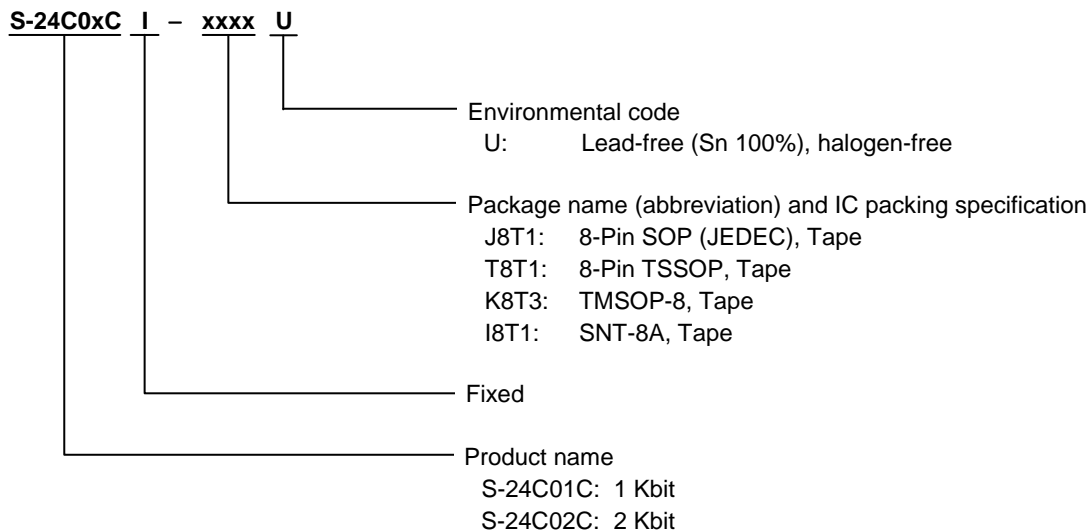 S-24C0xC I – xxxx U
Environmental code
U: Lead-free (Sn 100%), halogen-free
Package name (abbreviation) and IC packing specification
J8T1: 8-Pin SOP (JEDEC), Tape
T8T1: 8-Pin TSSOP, Tape
K8T3: TMSOP-8, Tape
I8T1: SNT-8A, Tape
Fixed
Product name
S-24C01C: 1 Kbit
S-24C02C: 2 Kbit